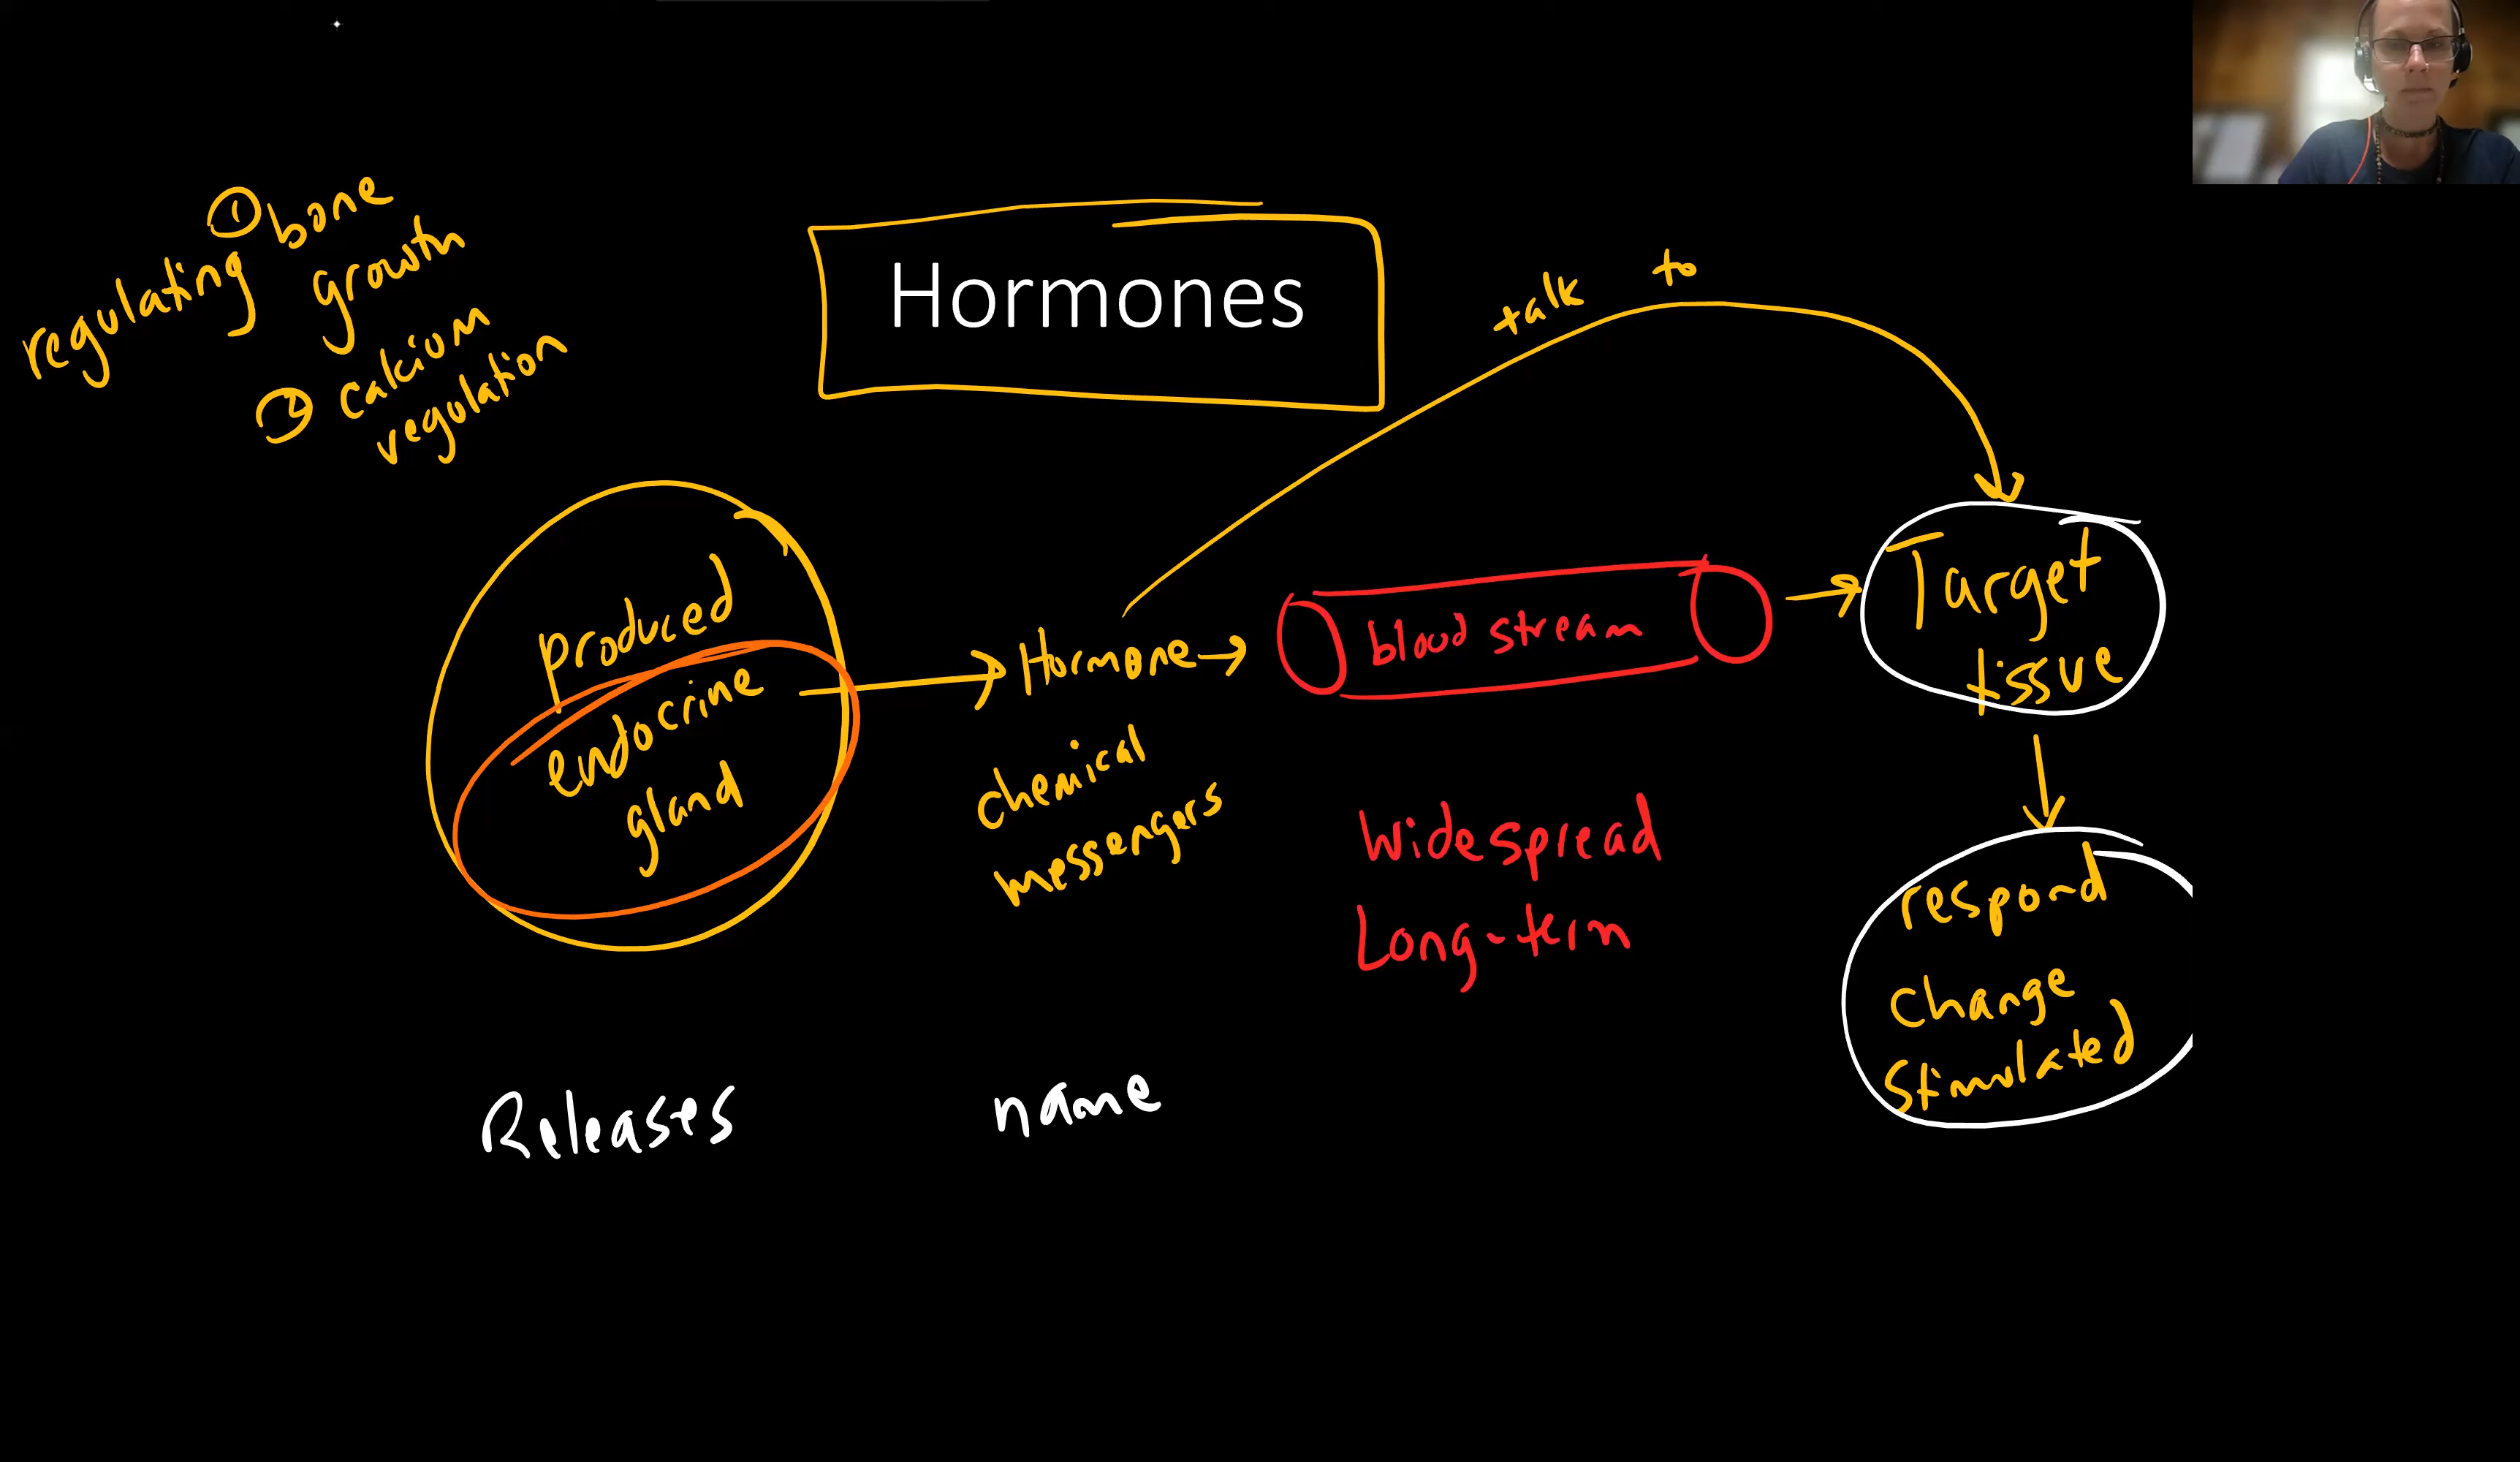 Hormones
① bone
regulating growth
② calcium
regulation
talk to
produced
endocrine
gland
Hormone
chemical
messengers
blood stream
Widespread
Long-term
Target
tissue
respond
change
stimulated
Releases
name